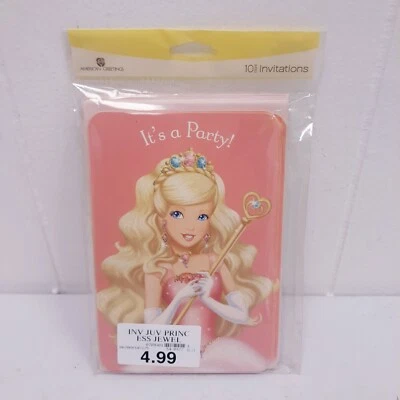 AMERICAN GREETINGS
10 Invitations
It's a Party!
INV JUV PRINC
ESS JEWEL
4.99